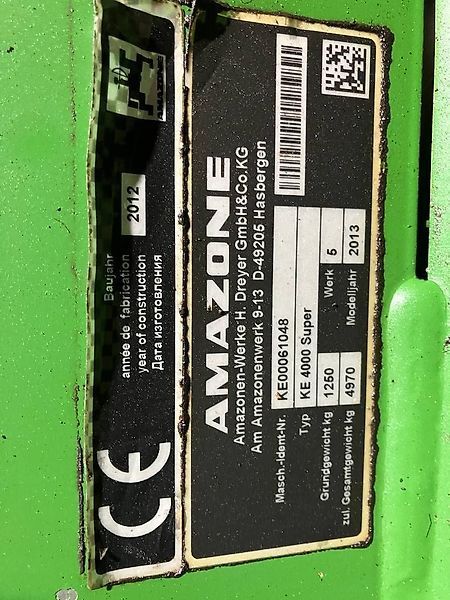 AMAZONE
Baujahr
année de fabrication
year of construction
Дата изготовления
2012
CE
AMAZONE
Amazonen-Werke H. Dreyer GmbH&Co.KG
Am Amazonenwerk 9-13 D-49205 Hasbergen
Masch.-Ident-Nr. KE00061048
Typ KE 4000 Super
Grundgewicht kg 1250 Werk 5
zul. Gesamtgewicht kg 4970 Modelljahr 2013